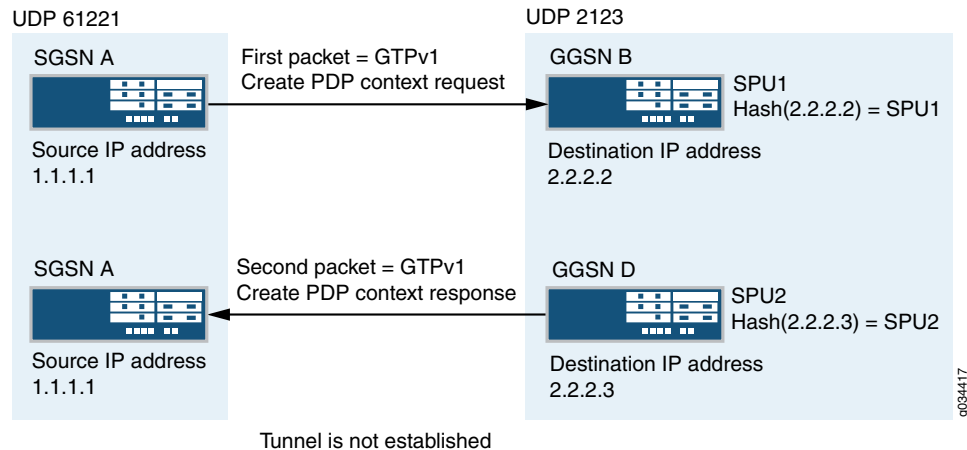 UDP 61221
UDP 2123
SGSN A
First packet = GTPv1
Create PDP context request
GGSN B
SPU1
Hash(2.2.2.2) = SPU1
Source IP address
1.1.1.1
Destination IP address
2.2.2.2
SGSN A
Second packet = GTPv1
Create PDP context response
GGSN D
SPU2
Hash(2.2.2.3) = SPU2
Source IP address
1.1.1.1
Destination IP address
2.2.2.3
Tunnel is not established
g034417